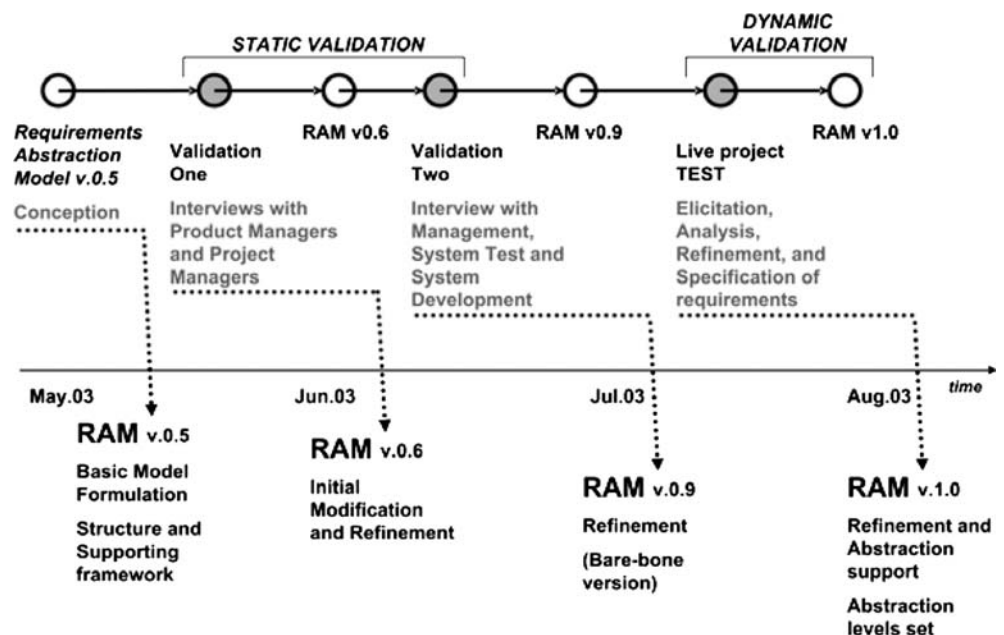 STATIC VALIDATION
DYNAMIC
VALIDATION
Requirements
Abstraction
Model v.0.5
Conception
Validation
One
Interviews with
Product Managers
and Project
Managers
RAM v0.6
Validation
Two
Interview with
Management,
System Test and
System
Development
RAM v0.9
Live project
TEST
Elicitation,
Analysis,
Refinement, and
Specification of
requirements
RAM v1.0
time
May.03
Jun.03
Jul.03
Aug.03
RAM v.0.5
Basic Model
Formulation
Structure and
Supporting
framework
RAM v.0.6
Initial
Modification
and Refinement
RAM v.0.9
Refinement
(Bare-bone
version)
RAM v.1.0
Refinement and
Abstraction
support
Abstraction
levels set